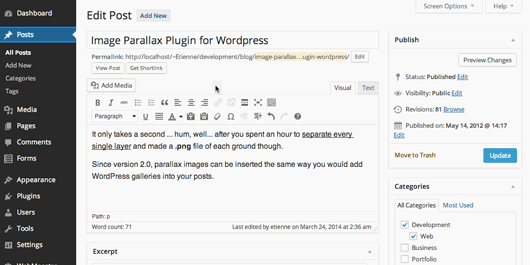 Dashboard
Posts
All Posts
Add New
Categories
Tags
Media
Pages
Comments
Forms
Appearance
Plugins
Users
Tools
Settings
Screen Options
Help
Edit Post
Add New
Image Parallax Plugin for Wordpress
Permalink: http://localhost/~Etienne/development/blog/image-parallax...ugin-wordpress/
Edit
View Post
Get Shortlink
Add Media
Visual
Text
Paragraph
It only takes a second ... hum, well... after you spent an hour to separate every
single layer and made a .png file of each ground though.
Since version 2.0, parallax images can be inserted the same way you would add
WordPress galleries into your posts.
Path: p
Word count: 71
Last edited by etienne on March 24, 2014 at 2:36 am
Excerpt
Publish
Preview Changes
Status: Published Edit
Visibility: Public Edit
Revisions: 81 Browse
Published on: May 14, 2012 @ 14:17
Edit
Move to Trash
Update
Categories
All Categories
Most Used
Development
Web
Business
Portfolio